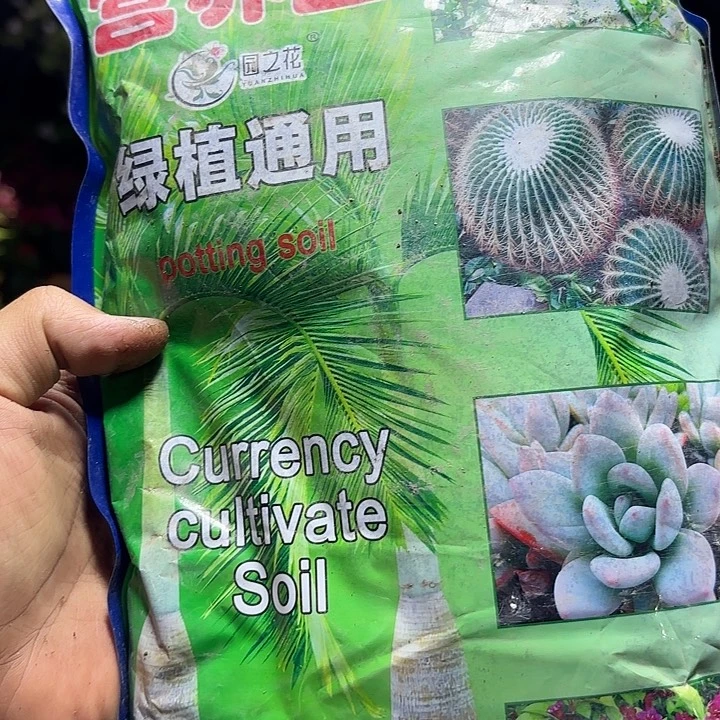 园之花®
YUANZHIHUA
绿植通用
potting soil
Currency
cultivate
Soil